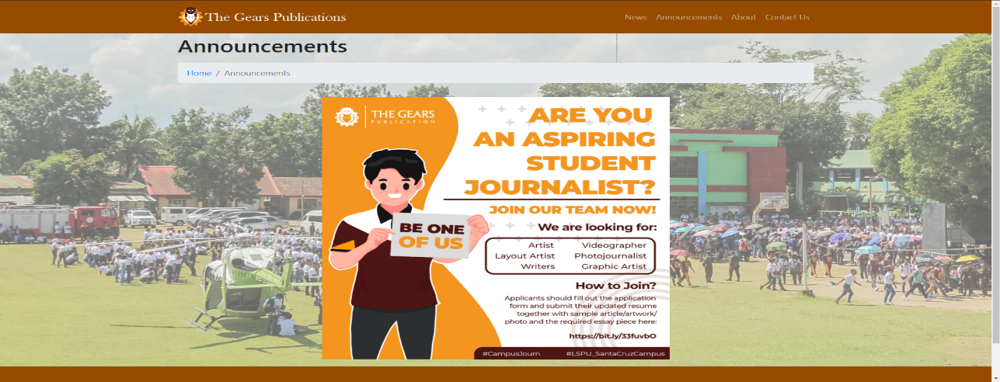 The Gears Publications
News Announcements About Contact Us
Announcements
Home / Announcements
THE GEARS
PUBLICATION
ARE YOU
AN ASPIRING
STUDENT
JOURNALIST?
JOIN OUR TEAM NOW!
We are looking for:
Artist Videographer
Layout Artist Photojournalist
Writers Graphic Artist
BE ONE
OF US
How to Join?
Applicants should fill out the application
form and submit their updated resume
together with sample article/artwork/
photo and the required essay piece here:
https://bit.ly/33fuvbO
#CampusJourn #LSPU_SantaCruzCampus